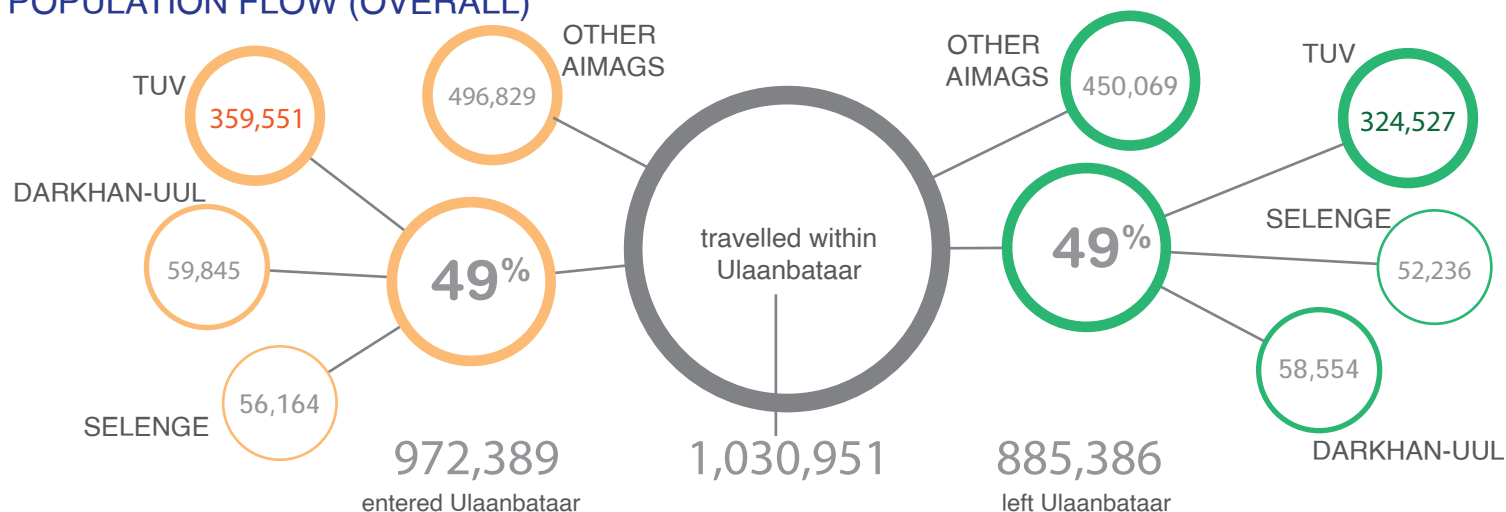 POPULATION FLOW (OVERALL)
TUV
359,551
OTHER
AIMAGS
496,829
DARKHAN-UUL
59,845
49%
SELENGE
56,164
972,389
entered Ulaanbataar
travelled within
Ulaanbataar
1,030,951
OTHER
AIMAGS
450,069
TUV
324,527
49%
SELENGE
52,236
58,554
DARKHAN-UUL
885,386
left Ulaanbataar